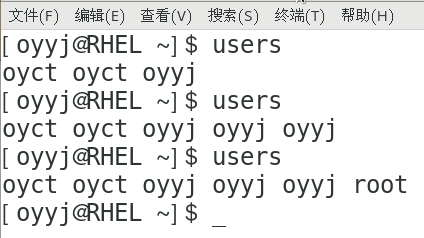 文件(F) 编辑(E) 查看(V) 搜索(S) 终端(T) 帮助(H)
[oyyj@RHEL ~]$ users
oyct oyct oyyj
[oyyj@RHEL ~]$ users
oyct oyct oyyj oyyj oyyj
[oyyj@RHEL ~]$ users
oyct oyct oyyj oyyj oyyj root
[oyyj@RHEL ~]$ _